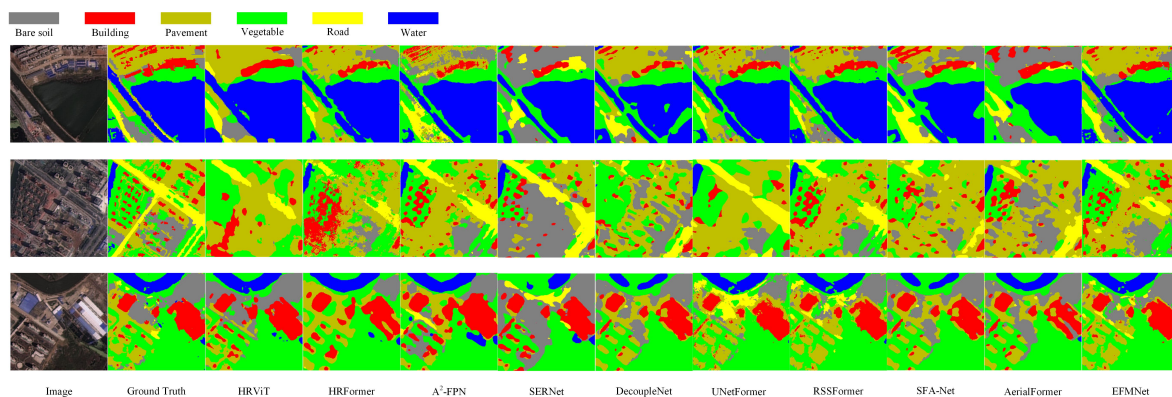 Bare soil Building Pavement Vegetable Road Water
Image Ground Truth HRViT HRFormer A²-FPN SERNet DecoupleNet UNetFormer RSSFormer SFA-Net AerialFormer EFMNet